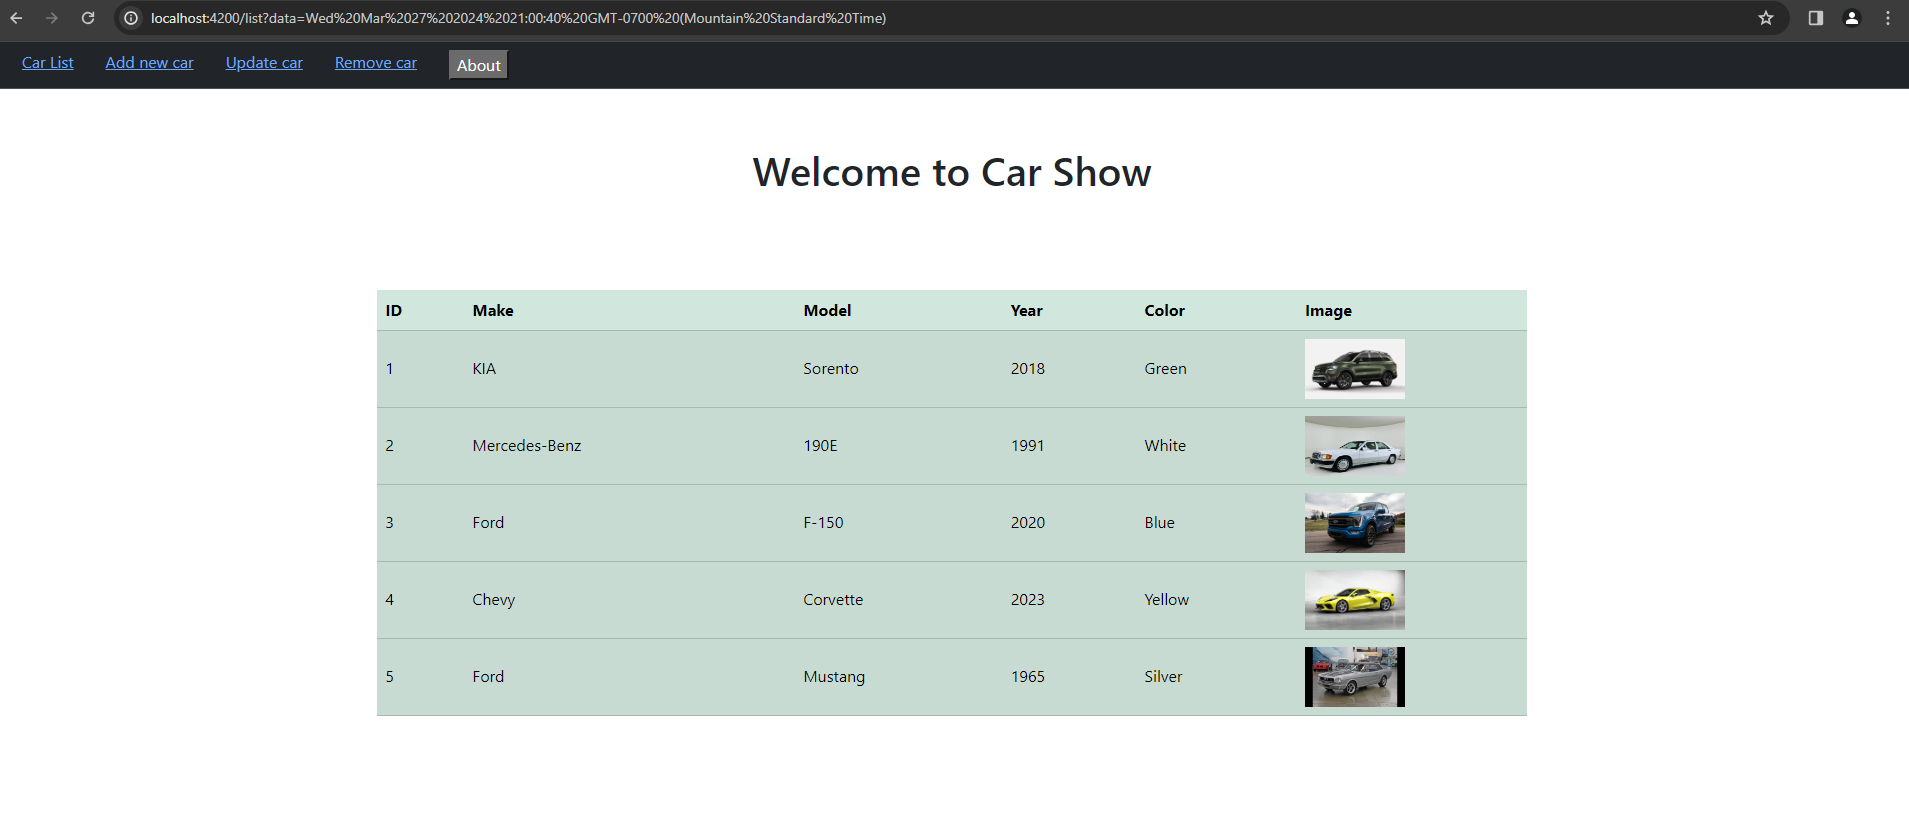 localhost:4200/list?data=Wed%20Mar%2027%202024%2021:00:40%20GMT-0700%20(Mountain%20Standard%20Time)
Car List Add new car Update car Remove car About
Welcome to Car Show
ID Make Model Year Color Image
1 KIA Sorento 2018 Green
2 Mercedes-Benz 190E 1991 White
3 Ford F-150 2020 Blue
4 Chevy Corvette 2023 Yellow
5 Ford Mustang 1965 Silver